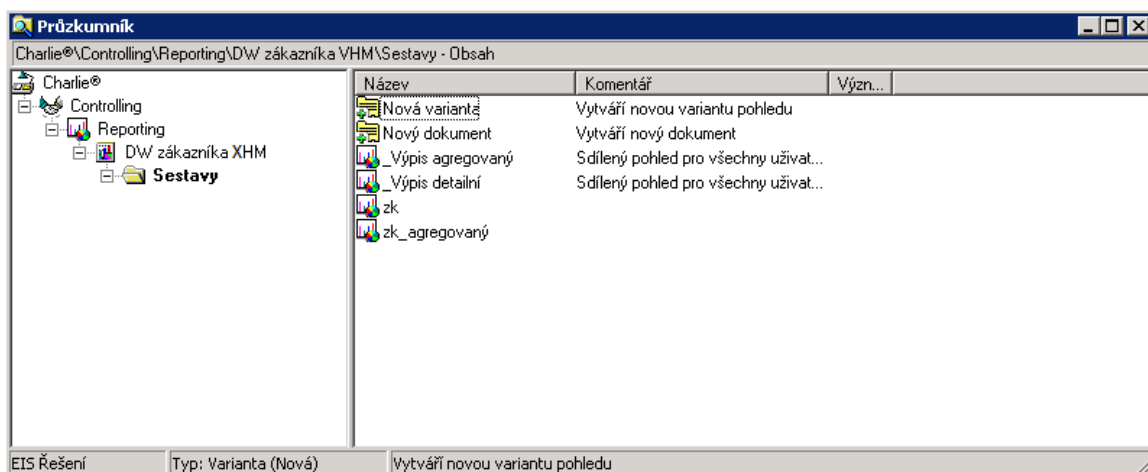 Průzkumník
Charlie®\Controlling\Reporting\DW zákazníka VHM\Sestavy - Obsah
Charlie®
Controlling
Reporting
DW zákazníka XHM
Sestavy
Název Komentář Význ...
Nová varianta Vytváří novou variantu pohledu
Nový dokument Vytváří nový dokument
_Výpis agregovaný Sdílený pohled pro všechny uživat...
_Výpis detailní Sdílený pohled pro všechny uživat...
zk
zk_agregovaný
EIS Řešení Typ: Varianta (Nová) Vytváří novou variantu pohledu